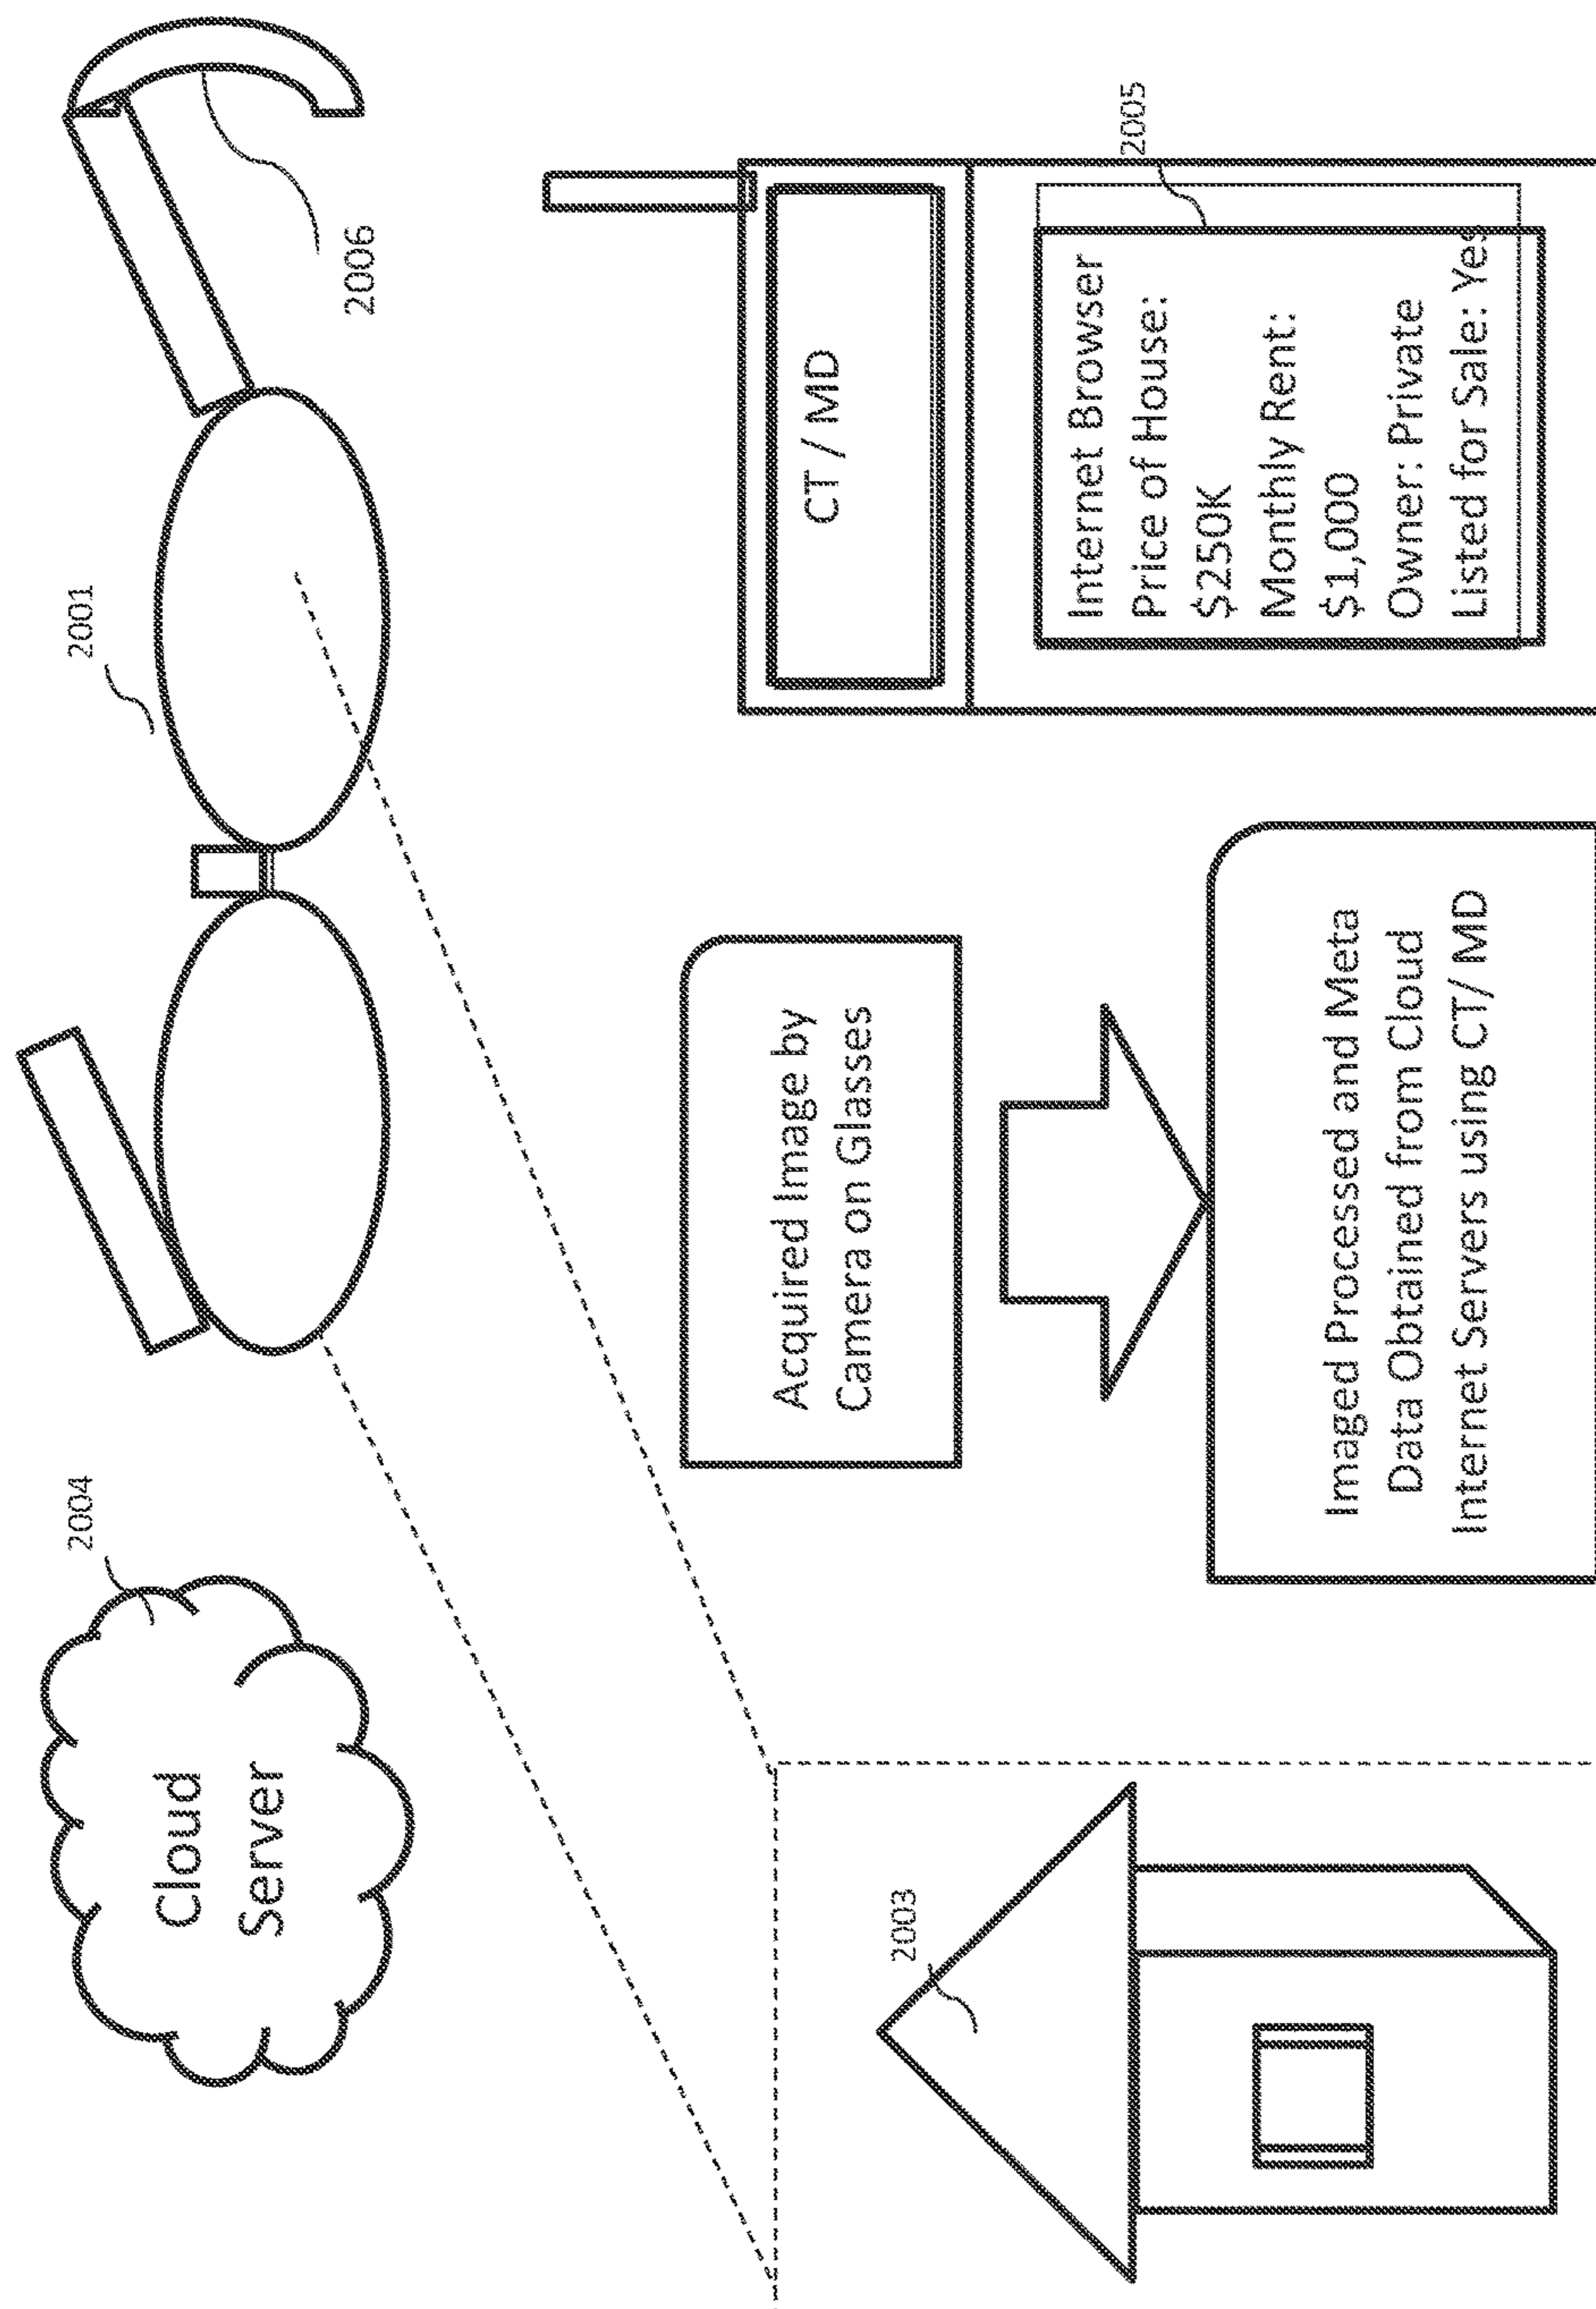 2004
Cloud
Server
2001
2006
2003
Acquired Image by
Camera on Glasses
Imaged Processed and Meta
Data Obtained from Cloud
Internet Servers using CT/ MD
CT / MD
2005
Internet Browser
Price of House:
$250K
Monthly Rent:
$1,000
Owner: Private
Listed for Sale: Yes